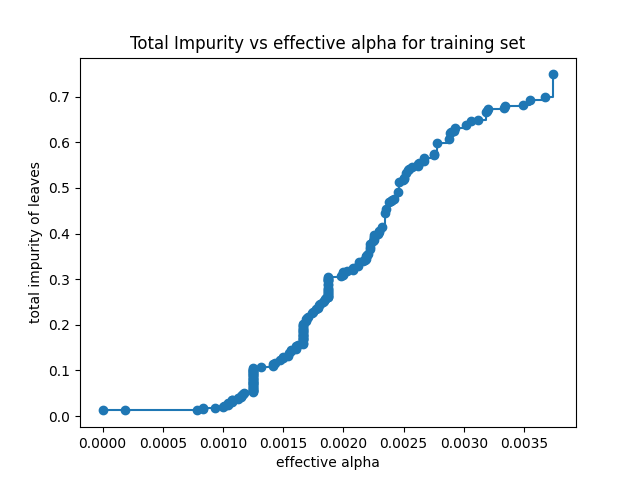 Total Impurity vs effective alpha for training set
total impurity of leaves
0.7
0.6
0.5
0.4
0.3
0.2
0.1
0.0
0.0000 0.0005 0.0010 0.0015 0.0020 0.0025 0.0030 0.0035
effective alpha